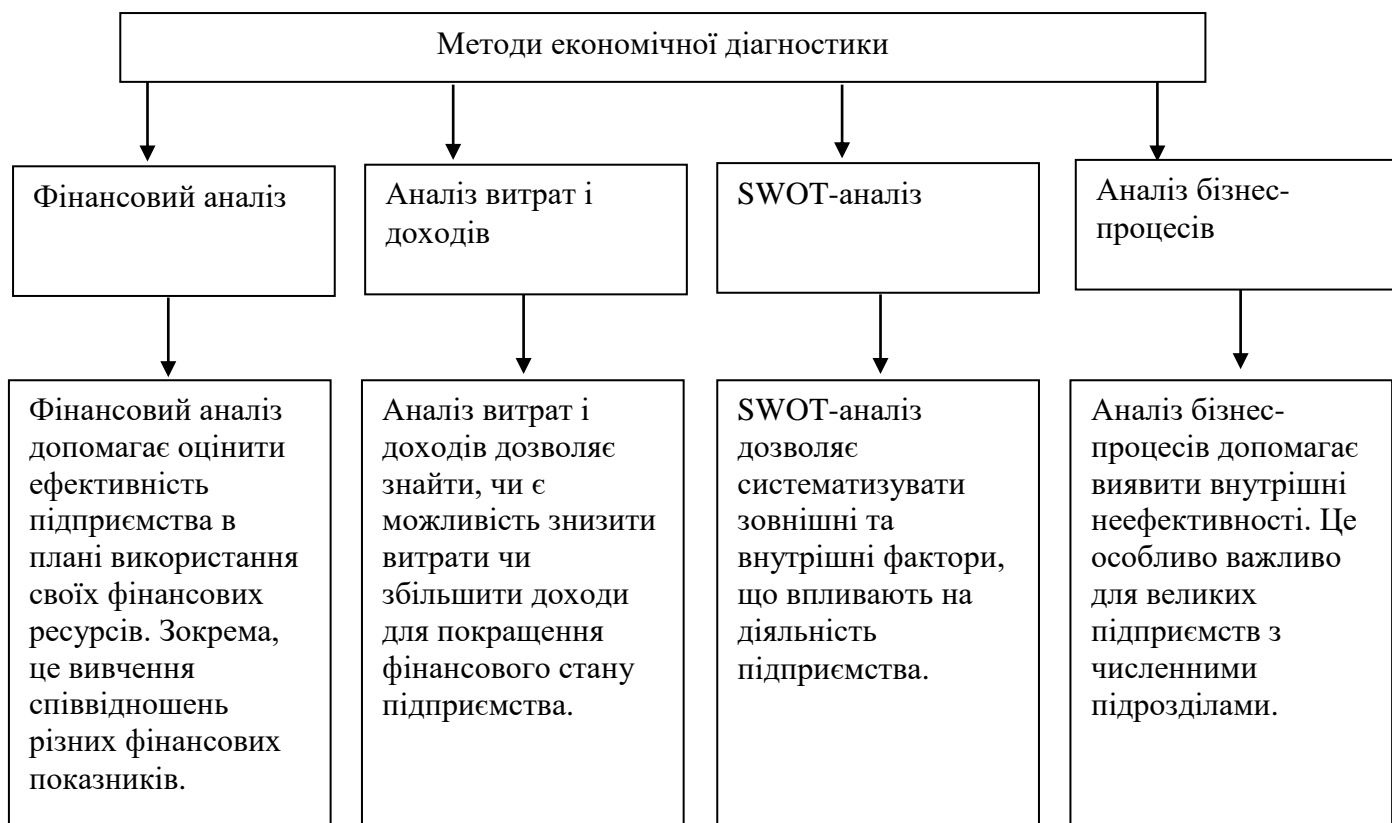 Методи економічної діагностики
Фінансовий аналіз
Аналіз витрат і
доходів
SWOT-аналіз
Аналіз бізнес-
процесів
Фінансовий аналіз
допомагає оцінити
ефективність
підприємства в
плані використання
своїх фінансових
ресурсів. Зокрема,
це вивчення
співвідношень
різних фінансових
показників.
Аналіз витрат і
доходів дозволяє
знайти, чи є
можливість знизити
витрати чи
збільшити доходи
для покращення
фінансового стану
підприємства.
SWOT-аналіз
дозволяє
систематизувати
зовнішні та
внутрішні фактори,
що впливають на
діяльність
підприємства.
Аналіз бізнес-
процесів допомагає
виявити внутрішні
неефективності. Це
особливо важливо
для великих
підприємств з
численними
підрозділами.